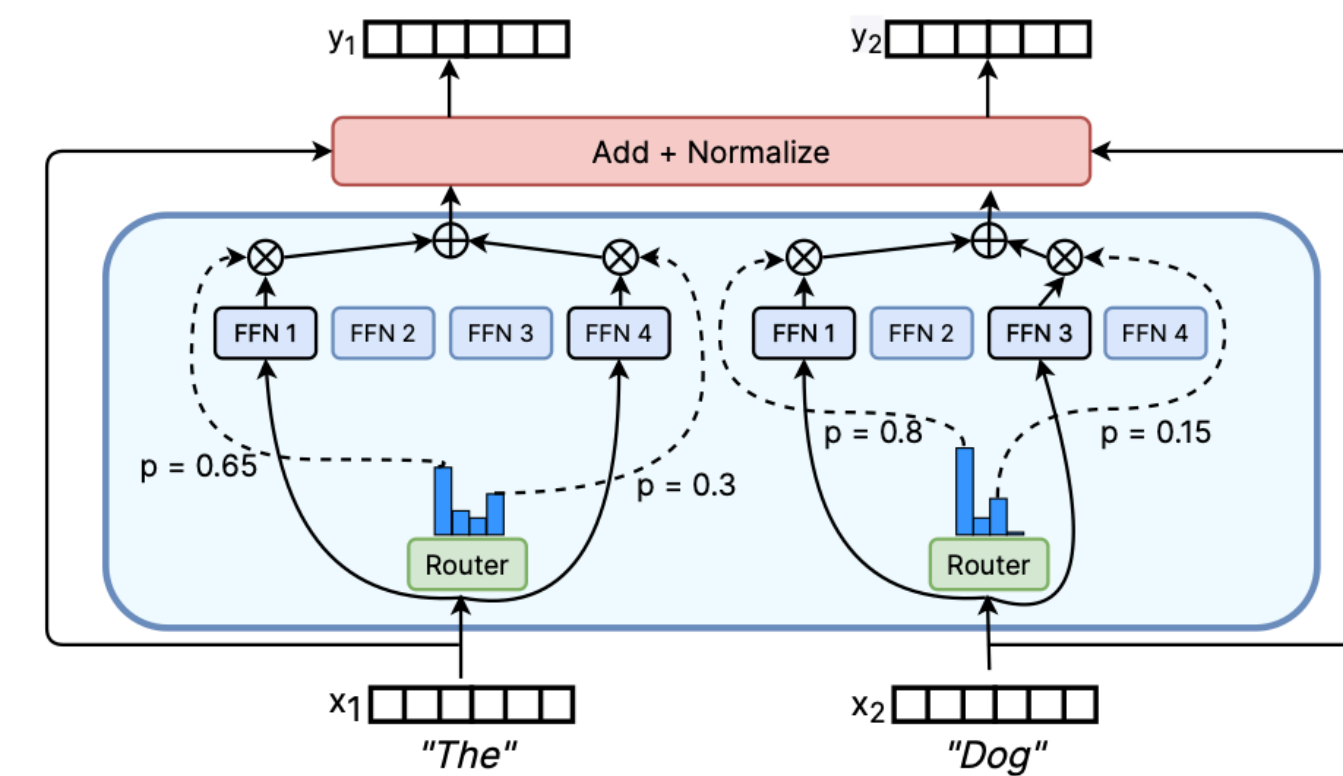 y1
y2
Add + Normalize
FFN 1
FFN 2
FFN 3
FFN 4
FFN 1
FFN 2
FFN 3
FFN 4
p = 0.65
p = 0.3
p = 0.8
p = 0.15
Router
Router
x1
x2
"The"
"Dog"